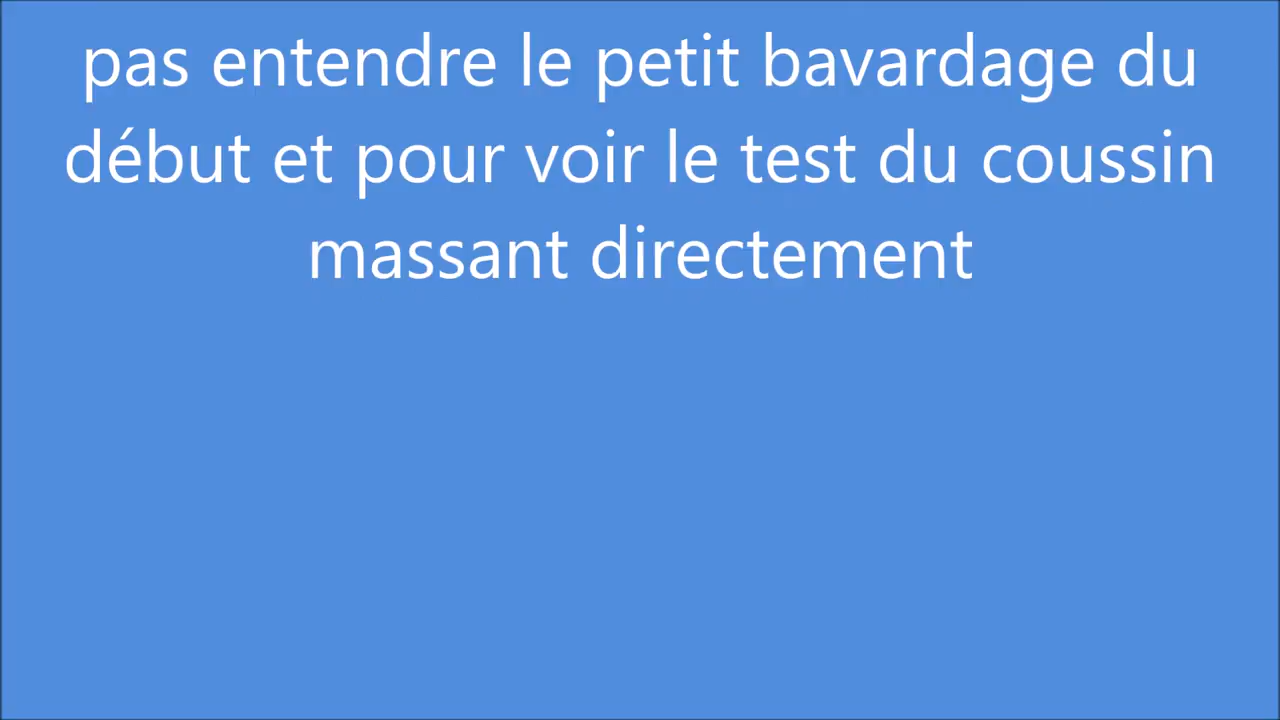 pas entendre le petit bavardage du
début et pour voir le test du coussin
massant directement